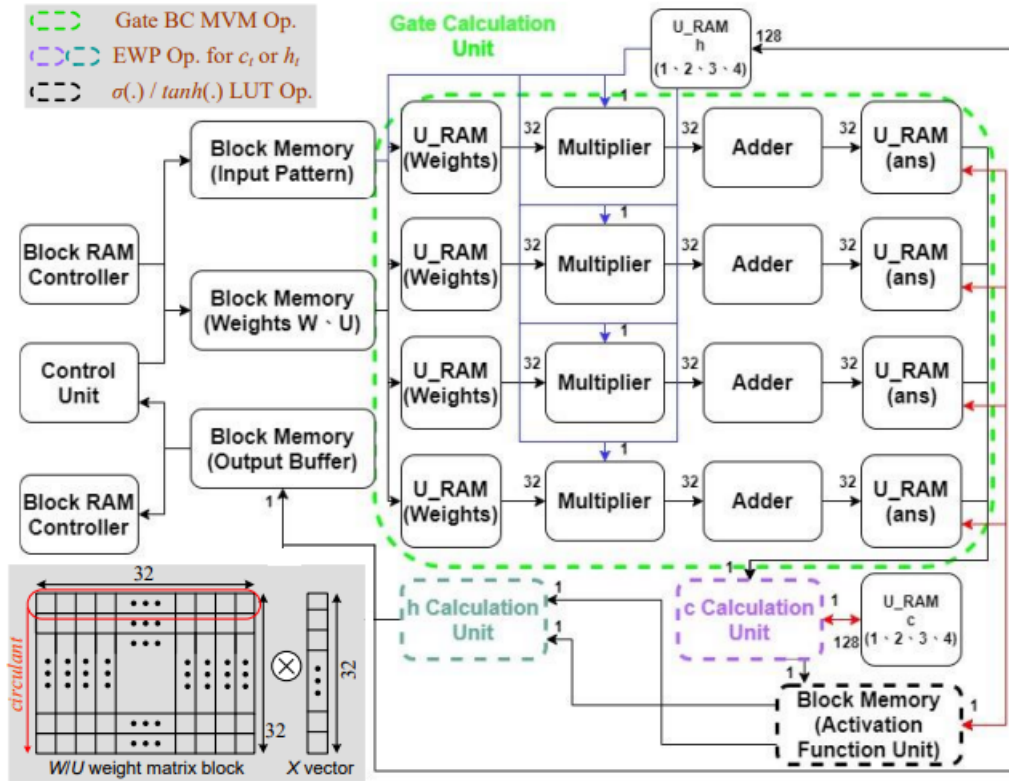 Gate BC MVM Op.
EWP Op. for c_t or h_t
σ(.) / tanh(.) LUT Op.
Gate Calculation
Unit
U_RAM
h
(1、2、3、4)
128
Block Memory
(Input Pattern)
Block RAM
Controller
Block Memory
(Weights W、U)
Control
Unit
Block Memory
(Output Buffer)
1
Block RAM
Controller
U_RAM
(Weights)
32
1
Multiplier
32
Adder
32
U_RAM
(ans)
U_RAM
(Weights)
32
1
Multiplier
32
Adder
32
U_RAM
(ans)
U_RAM
(Weights)
32
1
Multiplier
32
Adder
32
U_RAM
(ans)
U_RAM
(Weights)
32
1
Multiplier
32
Adder
32
U_RAM
(ans)
h Calculation
Unit
1
1
1
c Calculation
Unit
1
128
U_RAM
c
(1、2、3、4)
1
Block Memory
(Activation
Function Unit)
1
32
circulant
32
32
W/U weight matrix block
X vector